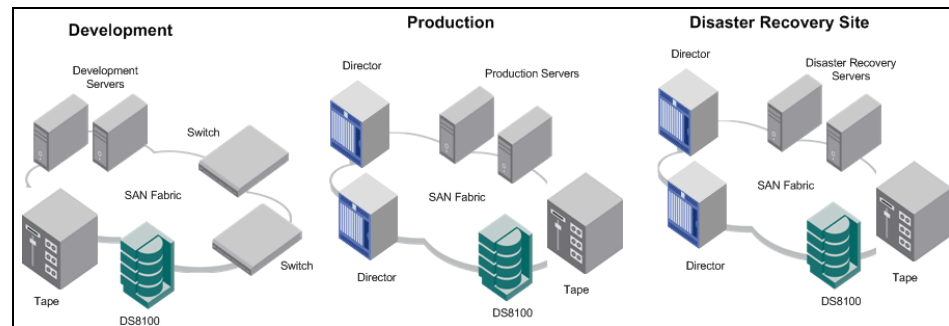 Development
Development
Servers
Switch
SAN Fabric
Switch
Tape
DS8100
Production
Director
Production Servers
SAN Fabric
Director
Tape
DS8100
Disaster Recovery Site
Director
Disaster Recovery
Servers
SAN Fabric
Director
Tape
DS8100